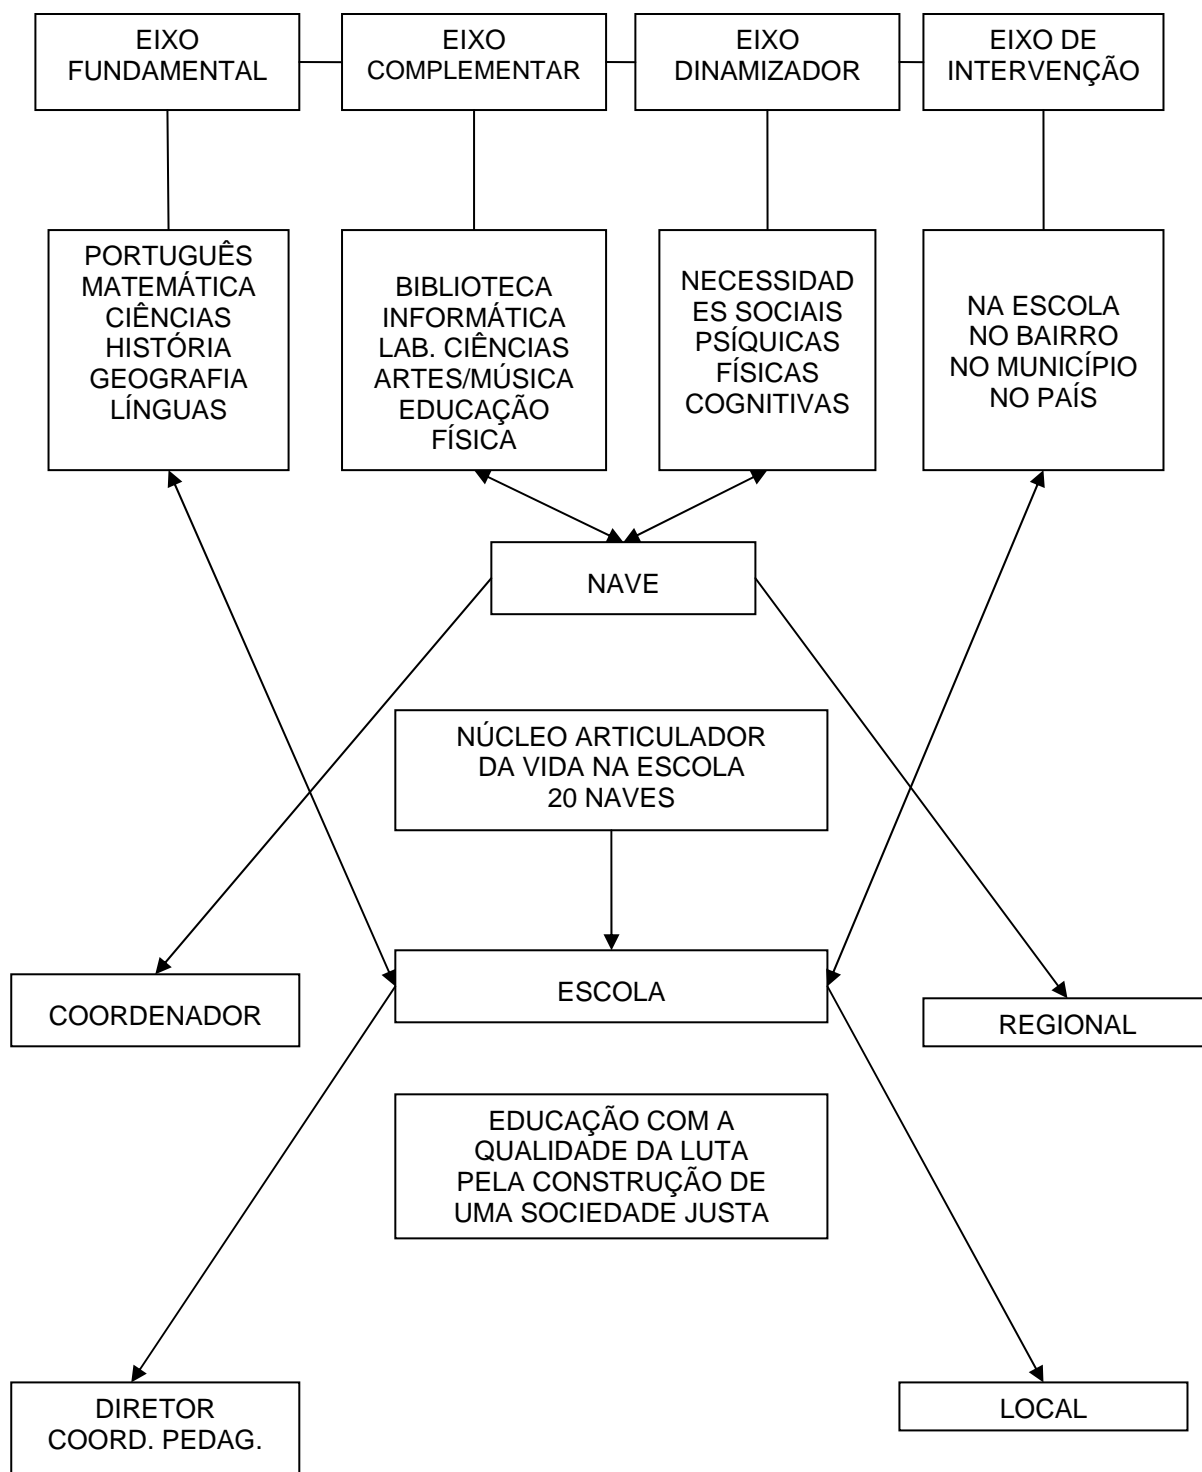 EIXO
FUNDAMENTAL
EIXO
COMPLEMENTAR
EIXO
DINAMIZADOR
EIXO DE
INTERVENÇÃO
PORTUGUÊS
MATEMÁTICA
CIÊNCIAS
HISTÓRIA
GEOGRAFIA
LÍNGUAS
BIBLIOTECA
INFORMÁTICA
LAB. CIÊNCIAS
ARTES/MÚSICA
EDUCAÇÃO
FÍSICA
NECESSIDAD
ES SOCIAIS
PSÍQUICAS
FÍSICAS
COGNITIVAS
NA ESCOLA
NO BAIRRO
NO MUNICÍPIO
NO PAÍS
NAVE
NÚCLEO ARTICULADOR
DA VIDA NA ESCOLA
20 NAVES
COORDENADOR
ESCOLA
REGIONAL
EDUCAÇÃO COM A
QUALIDADE DA LUTA
PELA CONSTRUÇÃO DE
UMA SOCIEDADE JUSTA
DIRETOR
COORD. PEDAG.
LOCAL